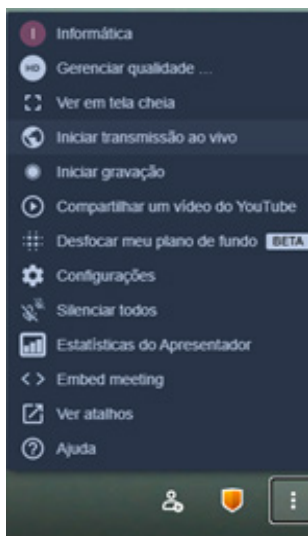 I Informática
HD Gerenciar qualidade ...
Ver em tela cheia
Iniciar transmissão ao vivo
Iniciar gravação
Compartilhar um vídeo do YouTube
Desfocar meu plano de fundo BETA
Configurações
Silenciar todos
Estatísticas do Apresentador
Embed meeting
Ver atalhos
Ajuda